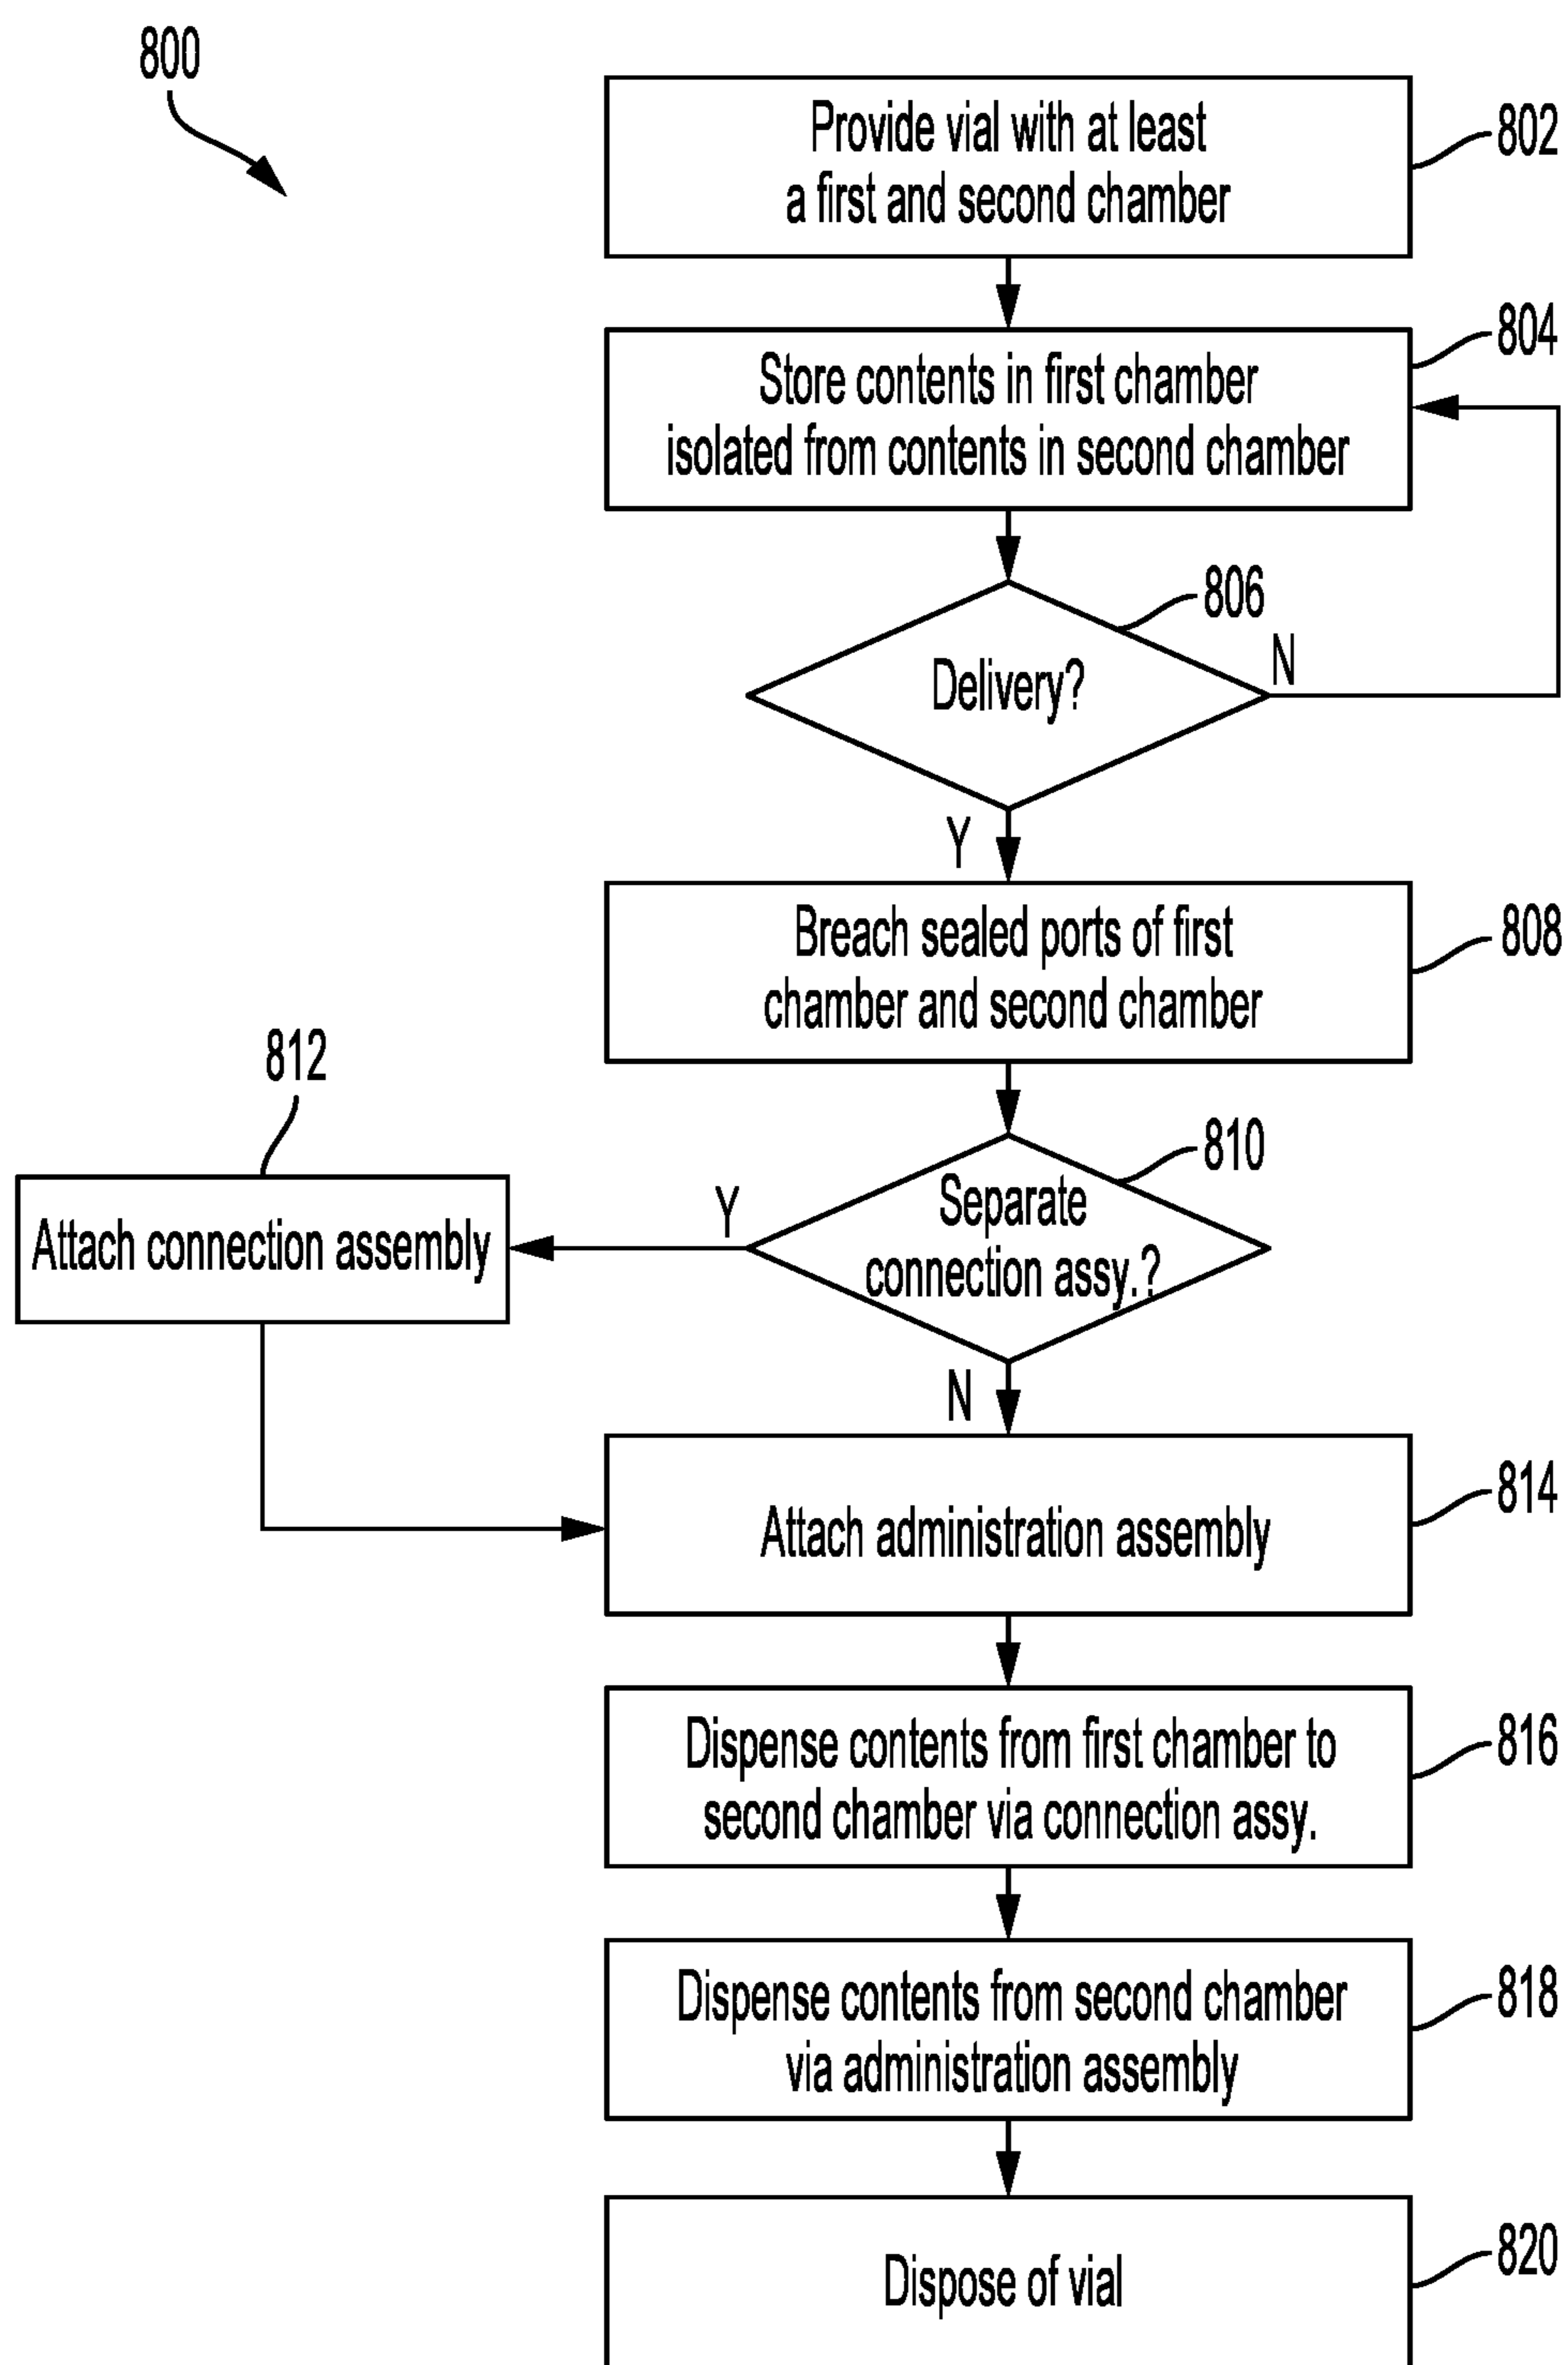 800
Provide vial with at least
a first and second chamber
802
Store contents in first chamber
isolated from contents in second chamber
804
Delivery?
806
N
Y
Breach sealed ports of first
chamber and second chamber
808
Separate
connection assy.?
810
Y
812
Attach connection assembly
N
Attach administration assembly
814
Dispense contents from first chamber to
second chamber via connection assy.
816
Dispense contents from second chamber
via administration assembly
818
Dispose of vial
820